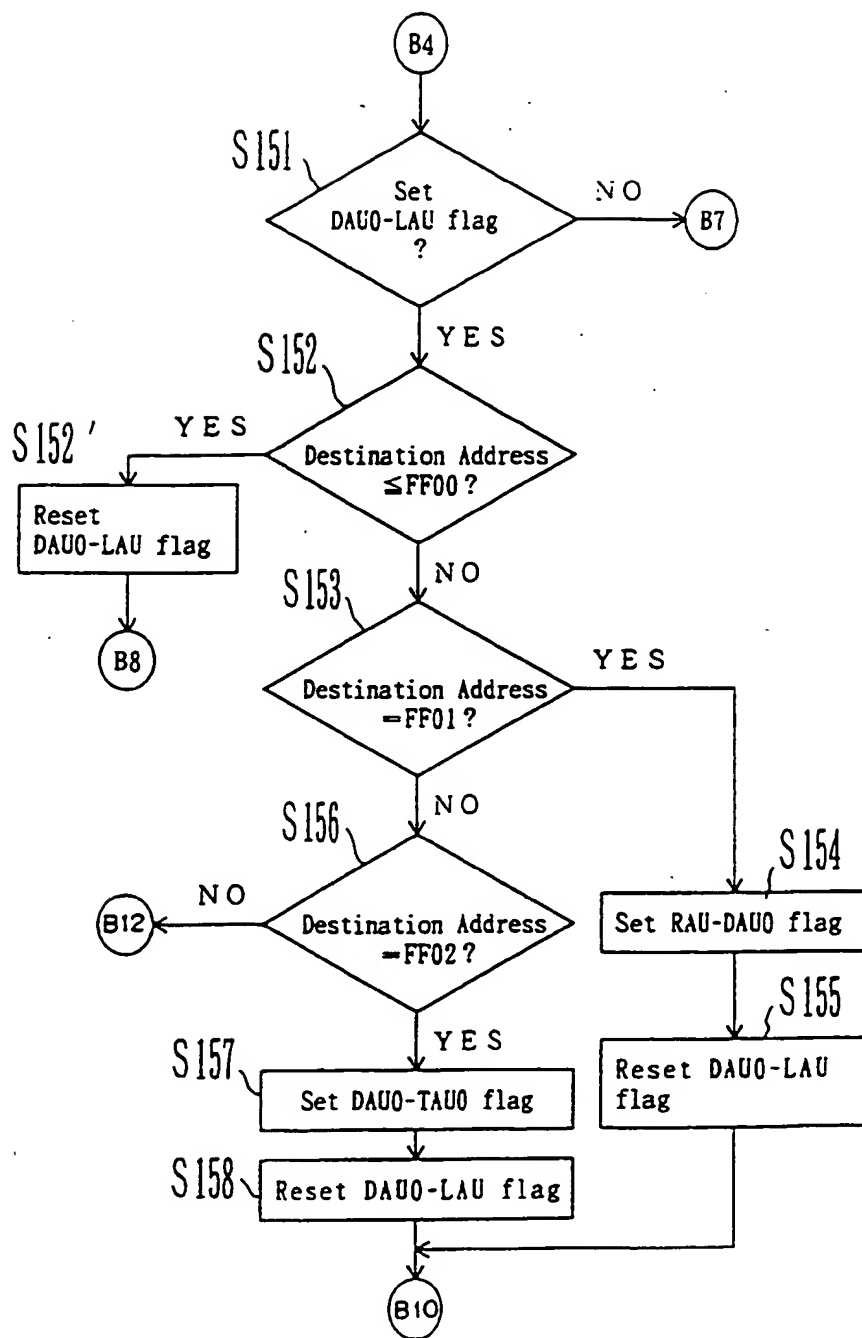 B4
S151
Set
DAU0-LAU flag
?
NO
B7
YES
S152
Destination Address
≦FF00?
YES
S152'
Reset
DAU0-LAU flag
B8
NO
S153
Destination Address
=FF01?
YES
NO
S156
Destination Address
=FF02?
NO
B12
S154
Set RAU-DAU0 flag
S155
Reset DAU0-LAU
flag
YES
S157
Set DAU0-TAU0 flag
S158
Reset DAU0-LAU flag
B10